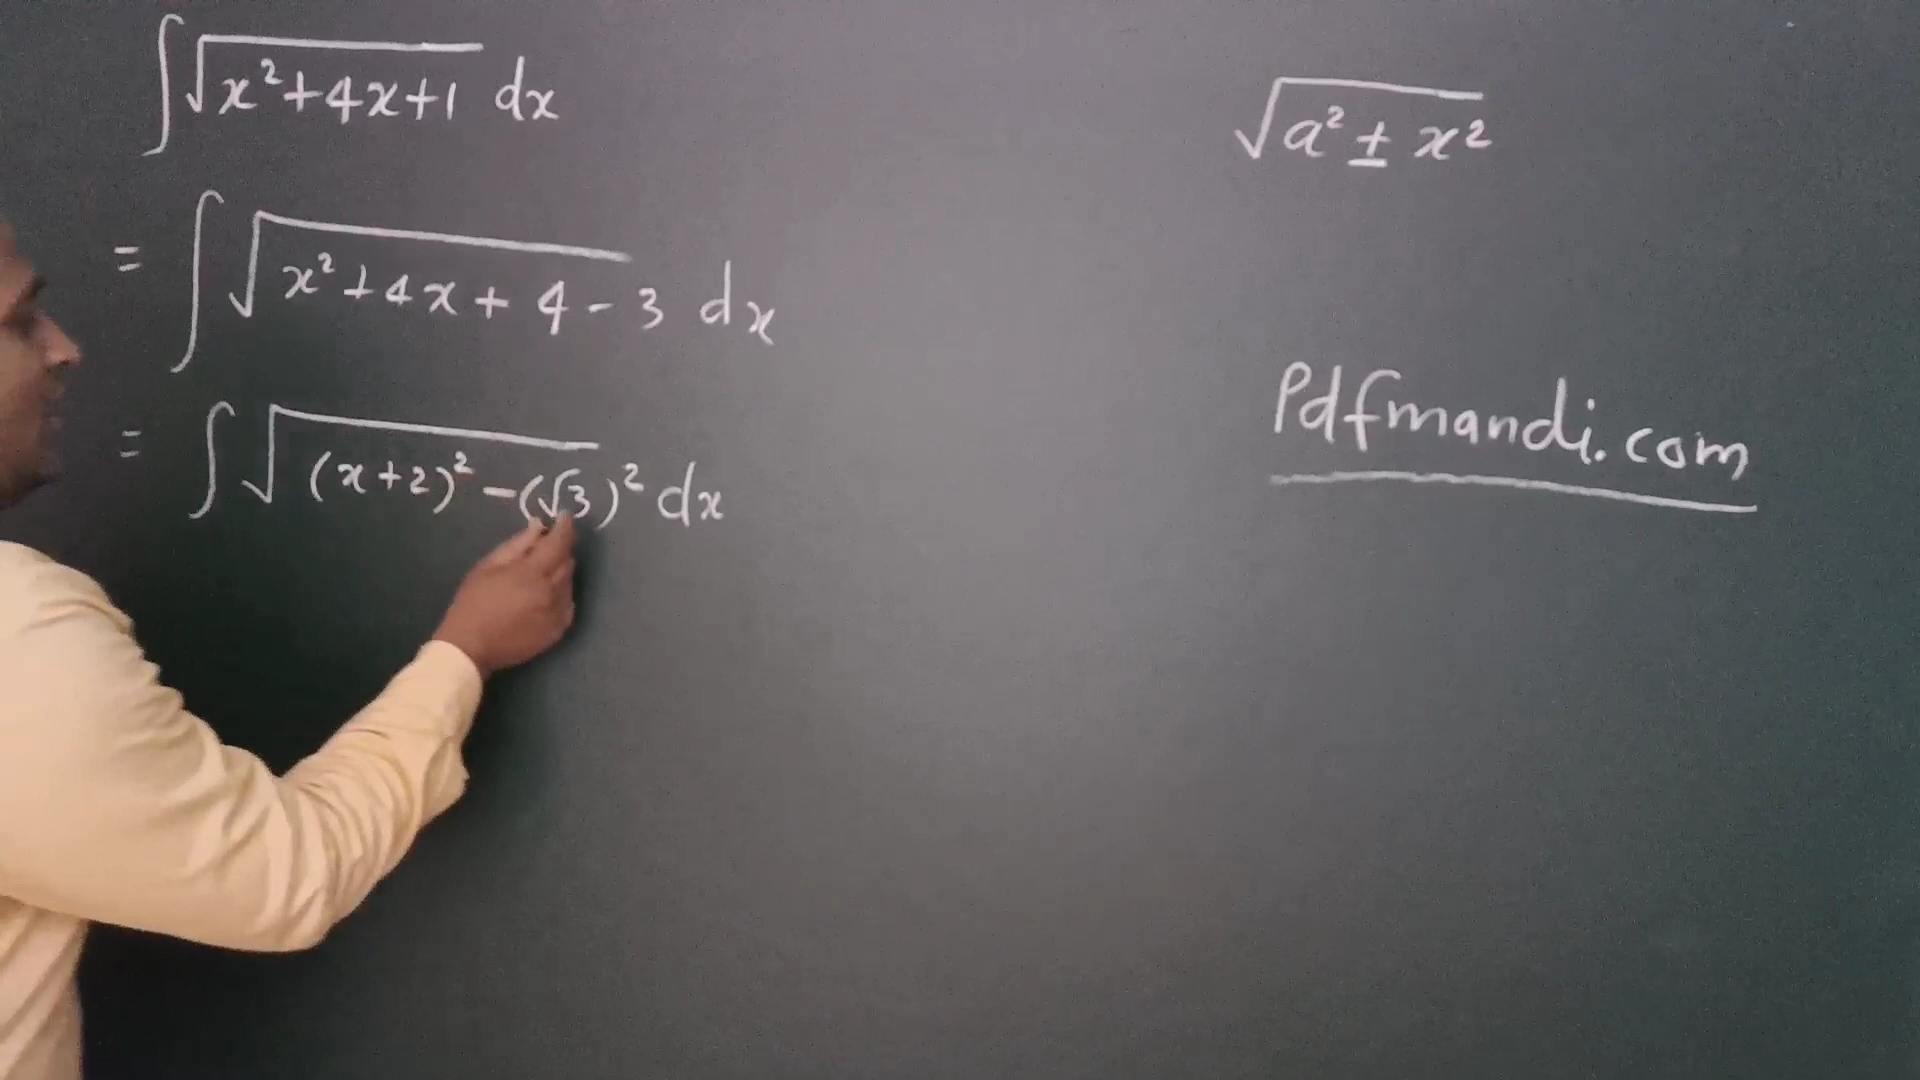 ∫√x²+4x+1 dx
√a² ± x²
= ∫√x²+4x+4-3 dx
Pdfmandi.com
= ∫√(x+2)²-(√3)² dx